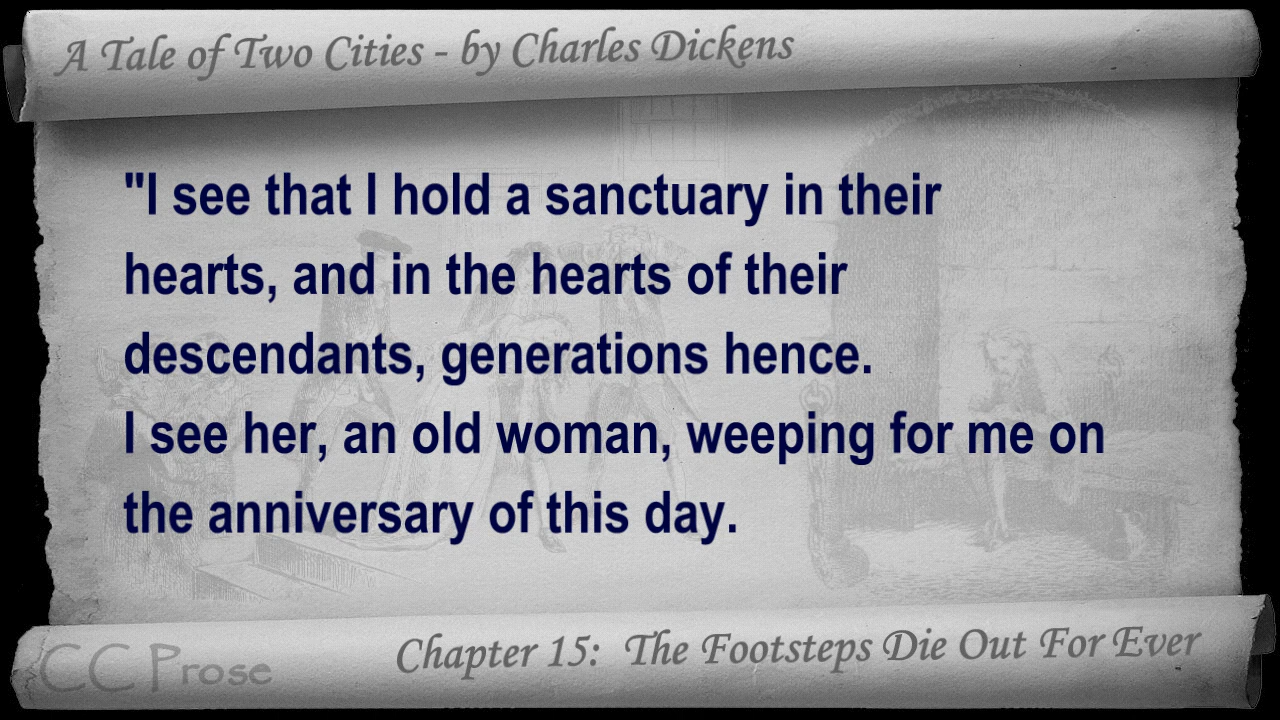 A Tale of Two Cities - by Charles Dickens
"I see that I hold a sanctuary in their
hearts, and in the hearts of their
descendants, generations hence.
I see her, an old woman, weeping for me on
the anniversary of this day.
Chapter 15: The Footsteps Die Out For Ever
CC Prose